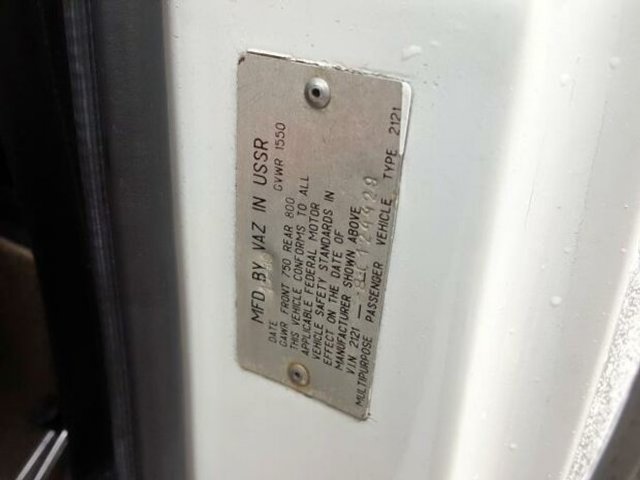 MFD. BY VAZ IN USSR
DATE
GAWR FRONT 750 REAR 800 GVWR 1550
THIS VEHICLE CONFORMS TO ALL
APPLICABLE FEDERAL MOTOR
VEHICLE SAFETY STANDARDS IN
EFFECT ON THE DATE OF
MANUFACTURER SHOWN ABOVE
VIN 2121 –
MULTIPURPOSE PASSENGER VEHICLE TYPE 2121